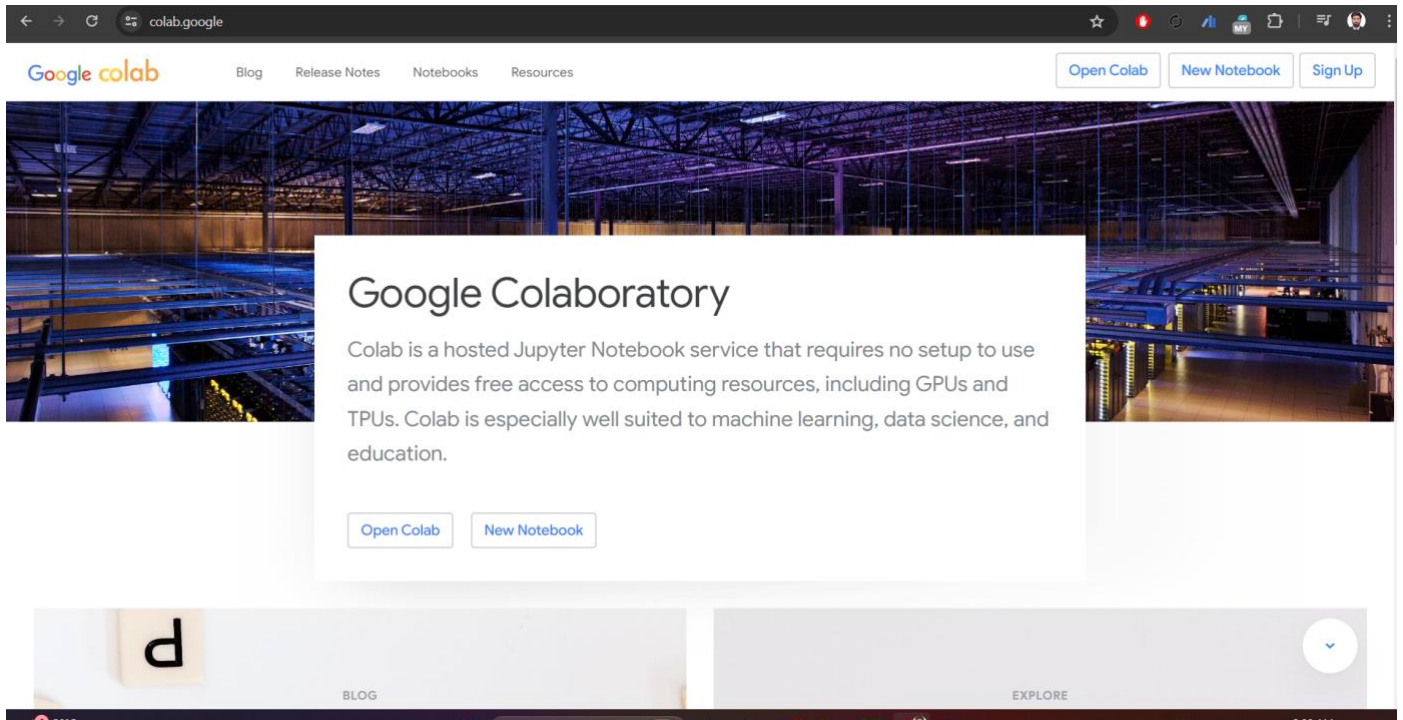 colab.google
MY
Google colab
Blog
Release Notes
Notebooks
Resources
Open Colab
New Notebook
Sign Up
Google Colaboratory
Colab is a hosted Jupyter Notebook service that requires no setup to use
and provides free access to computing resources, including GPUs and
TPUs. Colab is especially well suited to machine learning, data science, and
education.
Open Colab
New Notebook
d
BLOG
EXPLORE